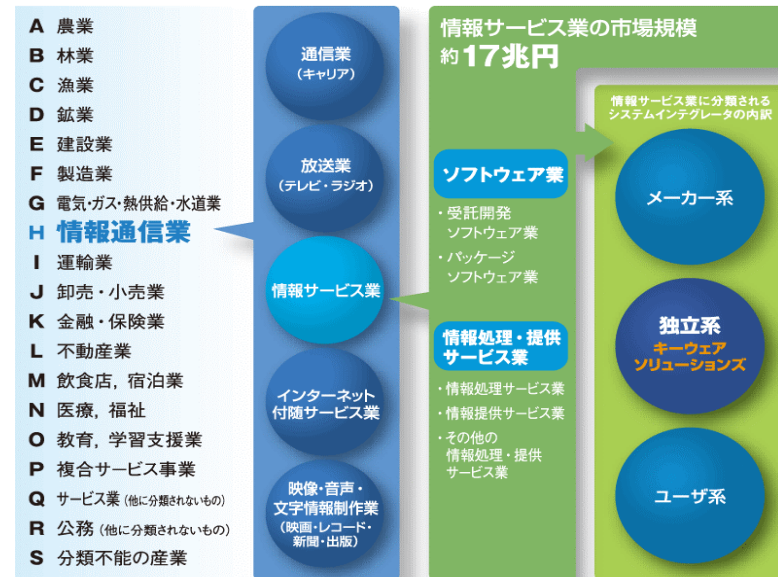 A 農業
B 林業
C 漁業
D 鉱業
E 建設業
F 製造業
G 電気・ガス・熱供給・水道業
H 情報通信業
I 運輸業
J 卸売・小売業
K 金融・保険業
L 不動産業
M 飲食店, 宿泊業
N 医療, 福祉
O 教育, 学習支援業
P 複合サービス事業
Q サービス業 (他に分類されないもの)
R 公務 (他に分類されないもの)
S 分類不能の産業
通信業
(キャリア)
放送業
(テレビ・ラジオ)
情報サービス業
インターネット
付随サービス業
映像・音声・
文字情報制作業
(映画・レコード・
新聞・出版)
情報サービス業の市場規模
約17兆円
ソフトウェア業
・受託開発
ソフトウェア業
・パッケージ
ソフトウェア業
情報処理・提供
サービス業
・情報処理サービス業
・情報提供サービス業
・その他の
情報処理・提供
サービス業
情報サービス業に分類される
システムインテグレータの内訳
メーカー系
独立系
キーウェア
ソリューションズ
ユーザ系